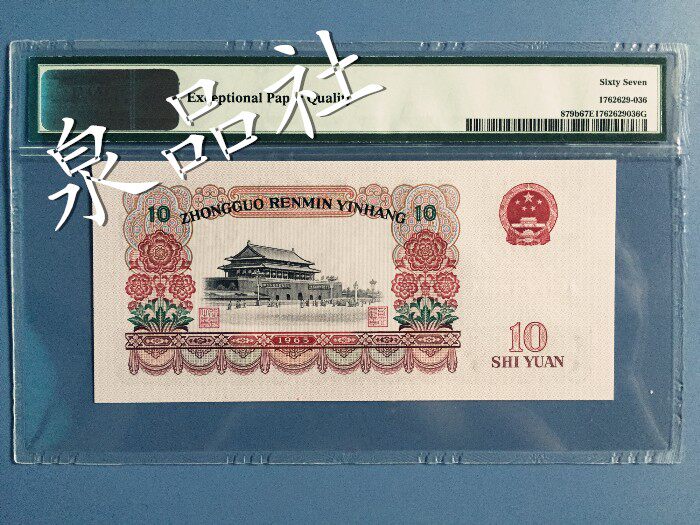 泉品社
Exceptional Pap Quality
Sixty Seven
1762629-036
879b67E1762629036G
10 ZHONGGUO RENMIN YINHANG 10
1965
10
SHI YUAN